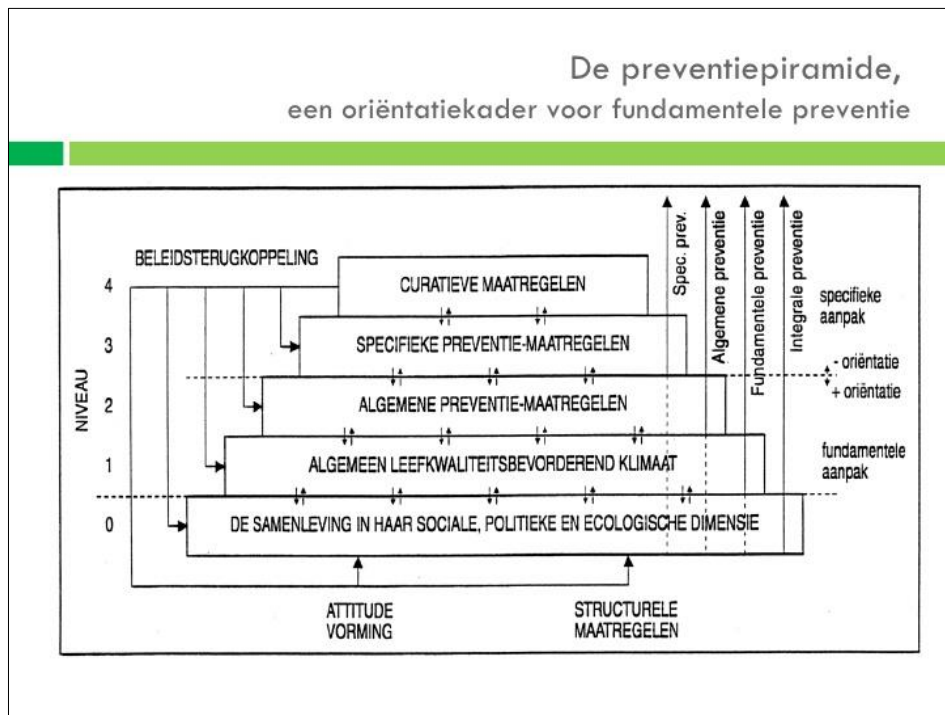 De preventiepiramide,
een oriëntatiekader voor fundamentele preventie
BELEIDSTERUGKOPPELING
NIVEAU
4
CURATIEVE MAATREGELEN
3
SPECIFIEKE PREVENTIE-MAATREGELEN
2
ALGEMENE PREVENTIE-MAATREGELEN
1
ALGEMEEN LEEFKWALITEITSBEVORDEREND KLIMAAT
0
DE SAMENLEVING IN HAAR SOCIALE, POLITIEKE EN ECOLOGISCHE DIMENSIE
ATTITUDE
VORMING
STRUCTURELE
MAATREGELEN
Spec. prev.
Algemene preventie
Fundamentele preventie
Integrale preventie
specifieke
aanpak
- oriëntatie
+ oriëntatie
fundamentele
aanpak